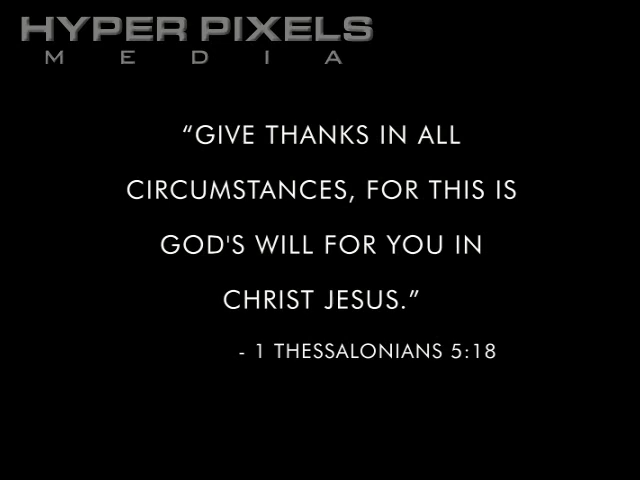 HYPER PIXELS
MEDIA
“GIVE THANKS IN ALL
CIRCUMSTANCES, FOR THIS IS
GOD'S WILL FOR YOU IN
CHRIST JESUS.”
- 1 THESSALONIANS 5:18